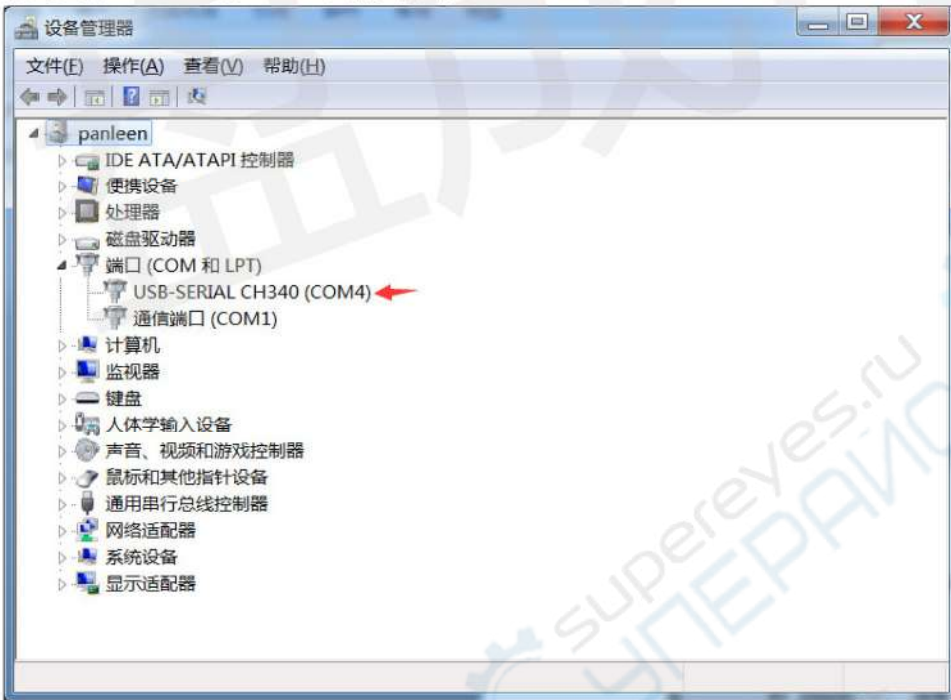 设备管理器
文件(F) 操作(A) 查看(V) 帮助(H)
panleen
IDE ATA/ATAPI 控制器
便携设备
处理器
磁盘驱动器
端口 (COM 和 LPT)
USB-SERIAL CH340 (COM4)
通信端口 (COM1)
计算机
监视器
键盘
人体学输入设备
声音、视频和游戏控制器
鼠标和其他指针设备
通用串行总线控制器
网络适配器
系统设备
显示适配器
supereyes.ru